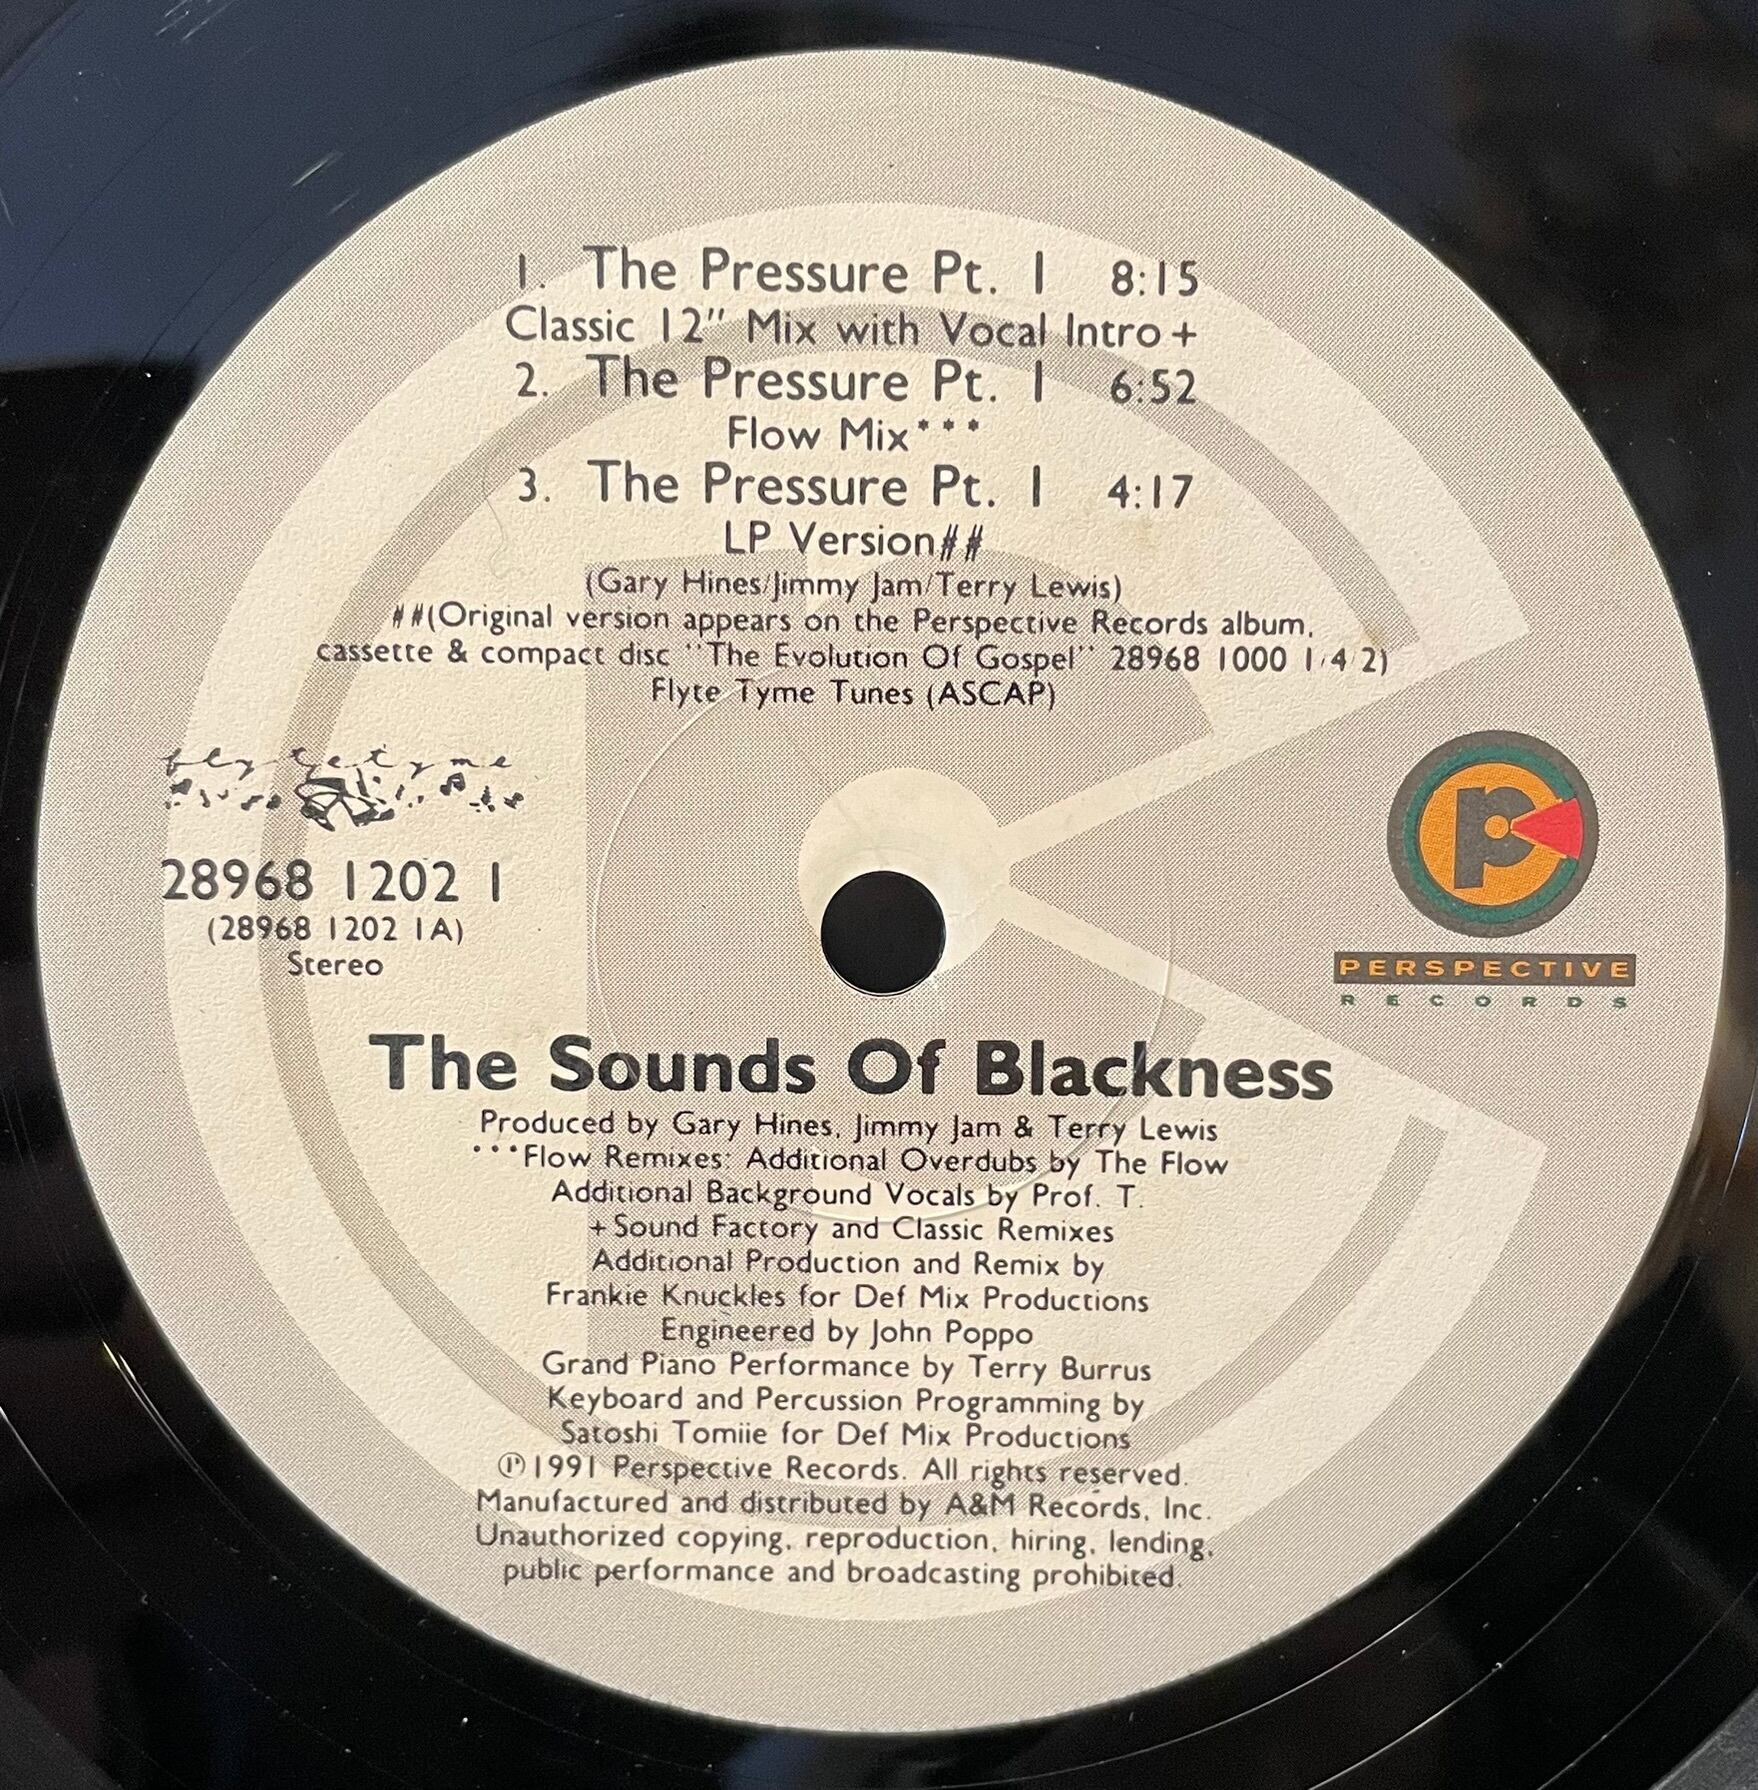 1. The Pressure Pt. 1 8:15
Classic 12" Mix with Vocal Intro+
2. The Pressure Pt. 1 6:52
Flow Mix***
3. The Pressure Pt. 1 4:17
LP Version##
(Gary Hines/Jimmy Jam/Terry Lewis)
##(Original version appears on the Perspective Records album,
cassette & compact disc "The Evolution Of Gospel" 28968 1000 1/4/2)
Flyte Tyme Tunes (ASCAP)
flyte tyme
28968 1202 1
(28968 1202 1A)
Stereo
P
PERSPECTIVE
RECORDS
The Sounds Of Blackness
Produced by Gary Hines, Jimmy Jam & Terry Lewis
***Flow Remixes: Additional Overdubs by The Flow
Additional Background Vocals by Prof. T.
+Sound Factory and Classic Remixes
Additional Production and Remix by
Frankie Knuckles for Def Mix Productions
Engineered by John Poppo
Grand Piano Performance by Terry Burrus
Keyboard and Percussion Programming by
Satoshi Tomiie for Def Mix Productions
℗1991 Perspective Records. All rights reserved.
Manufactured and distributed by A&M Records, Inc.
Unauthorized copying, reproduction, hiring, lending,
public performance and broadcasting prohibited.